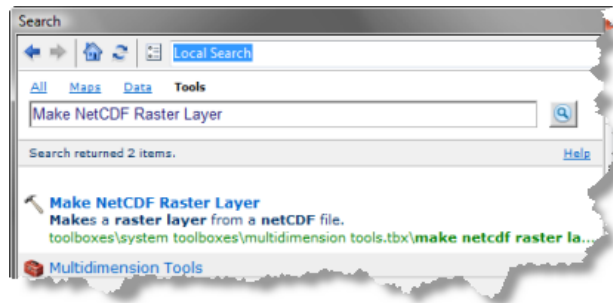 Search
Local Search
All Maps Data Tools
Make NetCDF Raster Layer
Search returned 2 items. Help
Make NetCDF Raster Layer
Makes a raster layer from a netCDF file.
toolboxes\system toolboxes\multidimension tools.tbx\make netcdf raster la...
Multidimension Tools